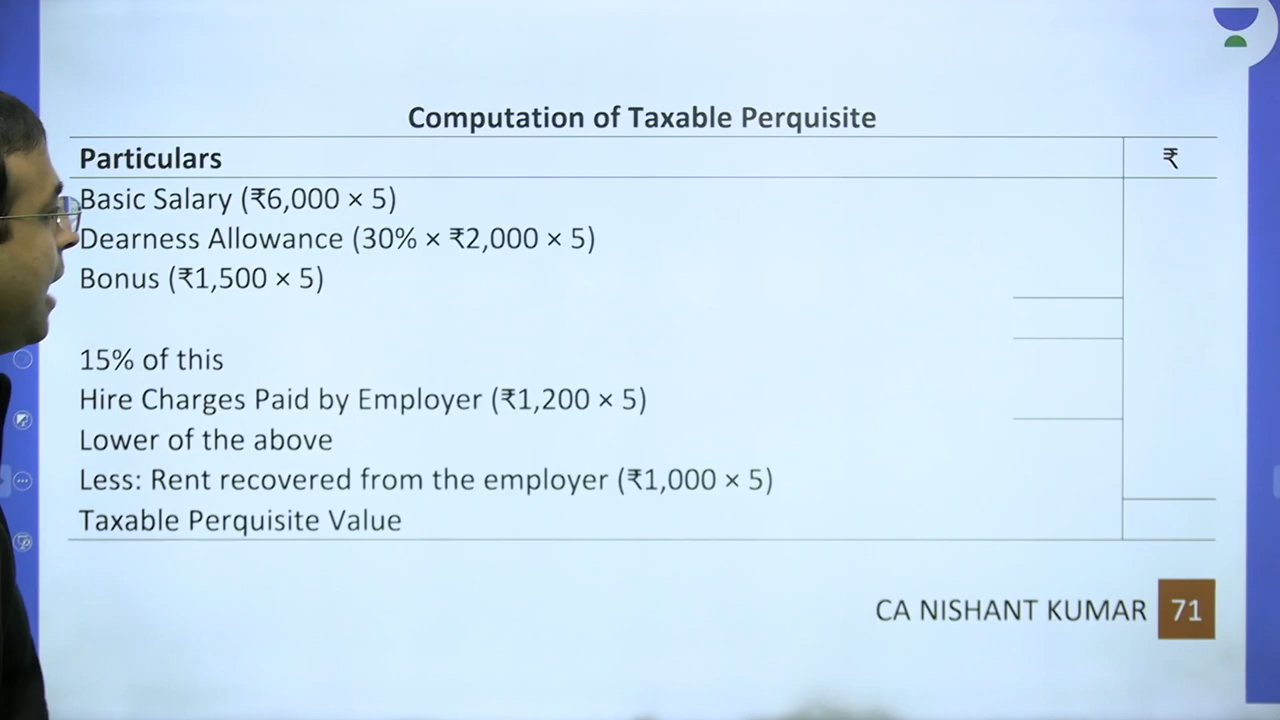 Computation of Taxable Perquisite
Particulars ₹
Basic Salary (₹6,000 × 5)
Dearness Allowance (30% × ₹2,000 × 5)
Bonus (₹1,500 × 5)
15% of this
Hire Charges Paid by Employer (₹1,200 × 5)
Lower of the above
Less: Rent recovered from the employer (₹1,000 × 5)
Taxable Perquisite Value
CA NISHANT KUMAR 71